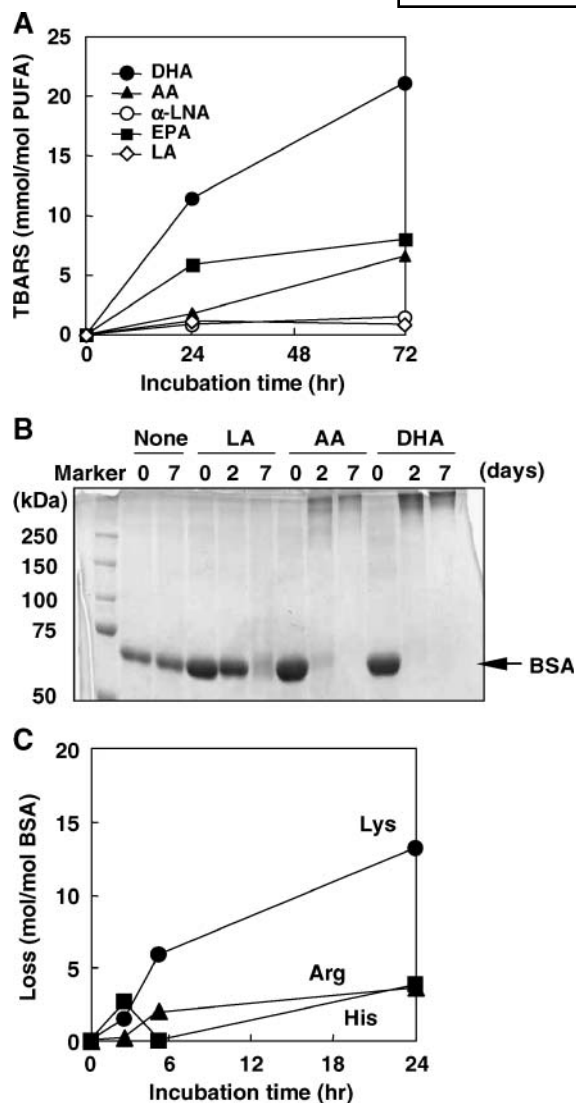 A
25
20
15
10
5
0
TBARS (mmol/mol PUFA)
DHA
AA
α-LNA
EPA
LA
0 24 48 72
Incubation time (hr)
B
None LA AA DHA
Marker 0 7 0 2 7 0 2 7 0 2 7 (days)
(kDa)
250
150
100
75
50
BSA
C
20
15
10
5
0
Loss (mol/mol BSA)
Lys
Arg
His
0 6 12 18 24
Incubation time (hr)